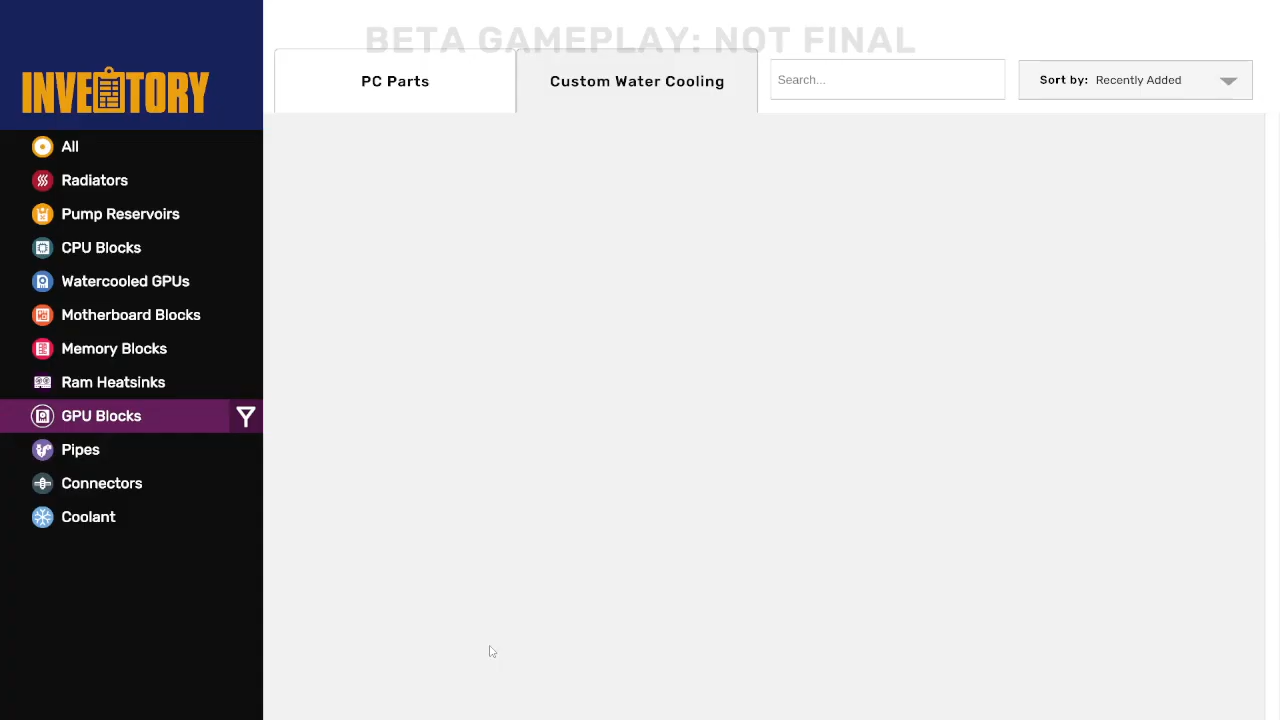 BETA GAMEPLAY: NOT FINAL
INVENTORY
PC Parts
Custom Water Cooling
Search...
Sort by: Recently Added
All
Radiators
Pump Reservoirs
CPU Blocks
Watercooled GPUs
Motherboard Blocks
Memory Blocks
Ram Heatsinks
GPU Blocks
Pipes
Connectors
Coolant